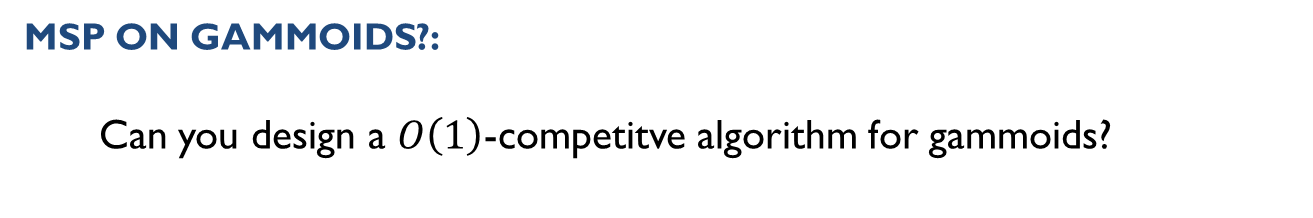 MSP ON GAMMOIDS?:
Can you design a O(1)-competitve algorithm for gammoids?